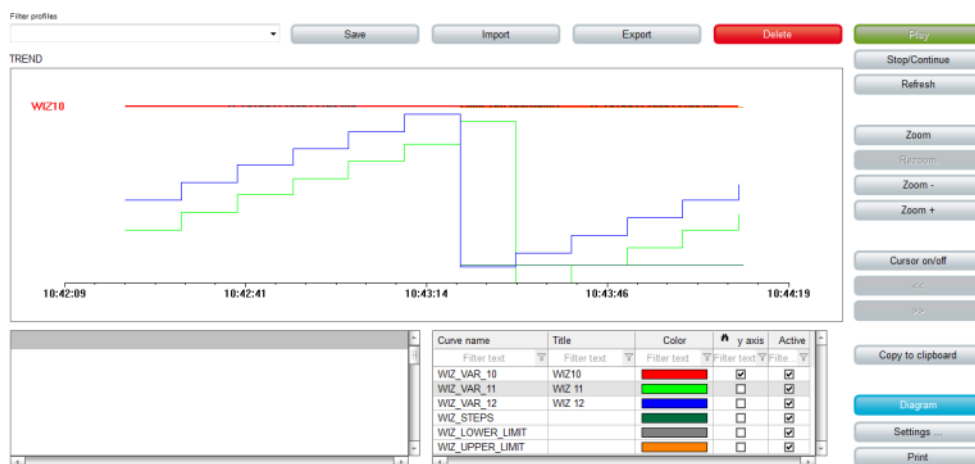 Filter profiles
Save Import Export Delete Play
TREND
Stop/Continue
Refresh
WIZ10
Zoom
Rezoom
Zoom -
Zoom +
Cursor on/off
<<
>>
10:42:09 10:42:41 10:43:14 10:43:46 10:44:19
Curve name Title Color y axis Active
Filter text Filter text Filter text Filter text Filte...
WIZ_VAR_10 WIZ10
WIZ_VAR_11 WIZ 11
WIZ_VAR_12 WIZ 12
WIZ_STEPS
WIZ_LOWER_LIMIT
WIZ_UPPER_LIMIT
Copy to clipboard
Diagram
Settings ...
Print